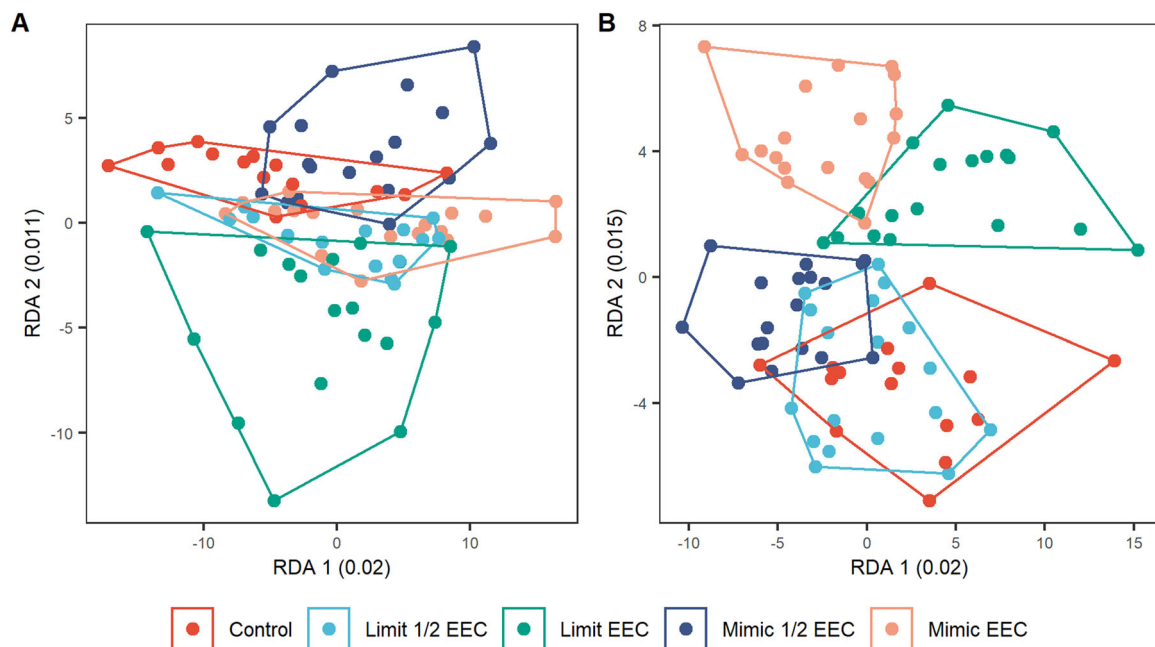 A
B
5
0
-5
-10
RDA 2 (0.011)
-10
0
10
RDA 1 (0.02)
8
4
0
-4
RDA 2 (0.015)
-10
-5
0
5
10
15
RDA 1 (0.02)
Control
Limit 1/2 EEC
Limit EEC
Mimic 1/2 EEC
Mimic EEC